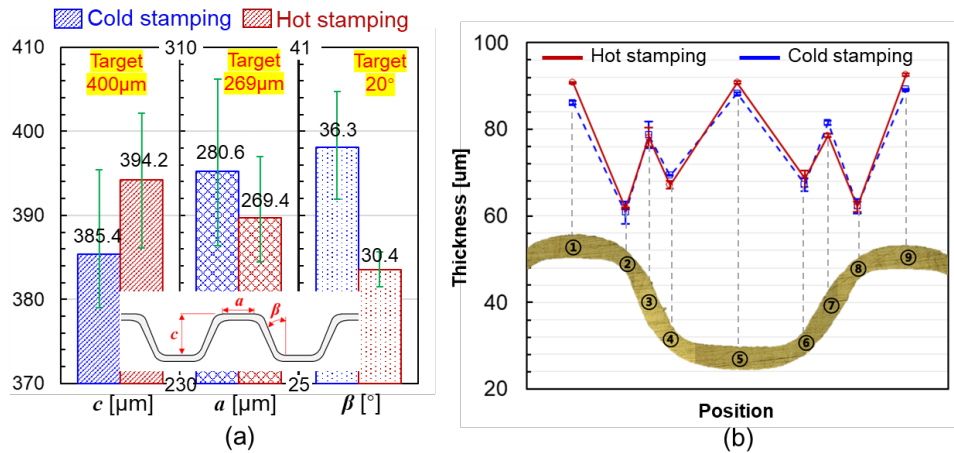 Cold stamping Hot stamping
410 310 41
Target
400μm
Target
269μm
Target
20°
400
394.2
280.6
36.3
390
385.4
269.4
30.4
380
a
β
c
370 230 25
c [μm] a [μm] β [°]
(a)
100
Hot stamping Cold stamping
80
60
40
20
Thickness [um]
① ② ③ ④ ⑤ ⑥ ⑦ ⑧ ⑨
Position
(b)